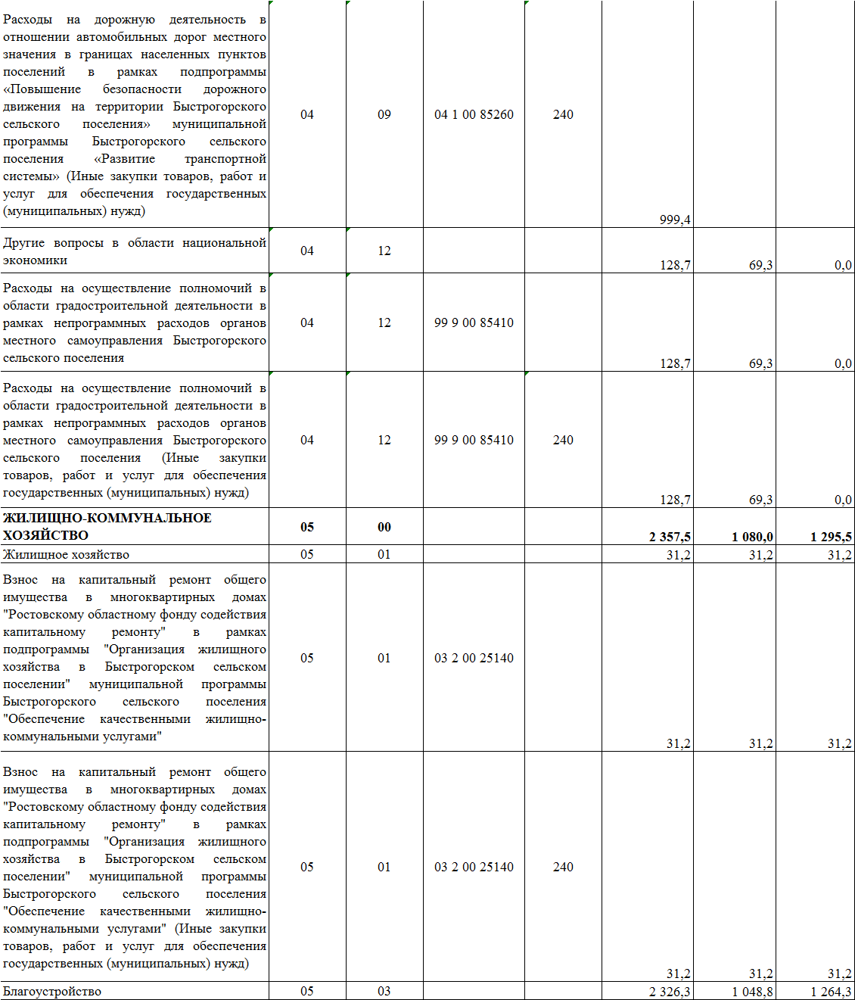 Расходы на дорожную деятельность в
отношении автомобильных дорог местного
значения в границах населенных пунктов
поселений в рамках подпрограммы
«Повышение безопасности дорожного
движения на территории Быстрогорского
сельского поселения» муниципальной
программы Быстрогорского сельского
поселения «Развитие транспортной
системы» (Иные закупки товаров, работ и
услуг для обеспечения государственных
(муниципальных) нужд)
04 09 04 1 00 85260 240 999,4
Другие вопросы в области национальной
экономики
04 12 128,7 69,3 0,0
Расходы на осуществление полномочий в
области градостроительной деятельности в
рамках непрограммных расходов органов
местного самоуправления Быстрогорского
сельского поселения
04 12 99 9 00 85410 128,7 69,3 0,0
Расходы на осуществление полномочий в
области градостроительной деятельности в
рамках непрограммных расходов органов
местного самоуправления Быстрогорского
сельского поселения (Иные закупки
товаров, работ и услуг для обеспечения
государственных (муниципальных) нужд)
04 12 99 9 00 85410 240 128,7 69,3 0,0
ЖИЛИЩНО-КОММУНАЛЬНОЕ
ХОЗЯЙСТВО
05 00 2 357,5 1 080,0 1 295,5
Жилищное хозяйство 05 01 31,2 31,2 31,2
Взнос на капитальный ремонт общего
имущества в многоквартирных домах
"Ростовскому областному фонду содействия
капитальному ремонту" в рамках
подпрограммы "Организация жилищного
хозяйства в Быстрогорском сельском
поселении" муниципальной программы
Быстрогорского сельского поселения
"Обеспечение качественными жилищно-
коммунальными услугами"
05 01 03 2 00 25140 31,2 31,2 31,2
Взнос на капитальный ремонт общего
имущества в многоквартирных домах
"Ростовскому областному фонду содействия
капитальному ремонту" в рамках
подпрограммы "Организация жилищного
хозяйства в Быстрогорском сельском
поселении" муниципальной программы
Быстрогорского сельского поселения
"Обеспечение качественными жилищно-
коммунальными услугами" (Иные закупки
товаров, работ и услуг для обеспечения
государственных (муниципальных) нужд)
05 01 03 2 00 25140 240 31,2 31,2 31,2
Благоустройство 05 03 2 326,3 1 048,8 1 264,3